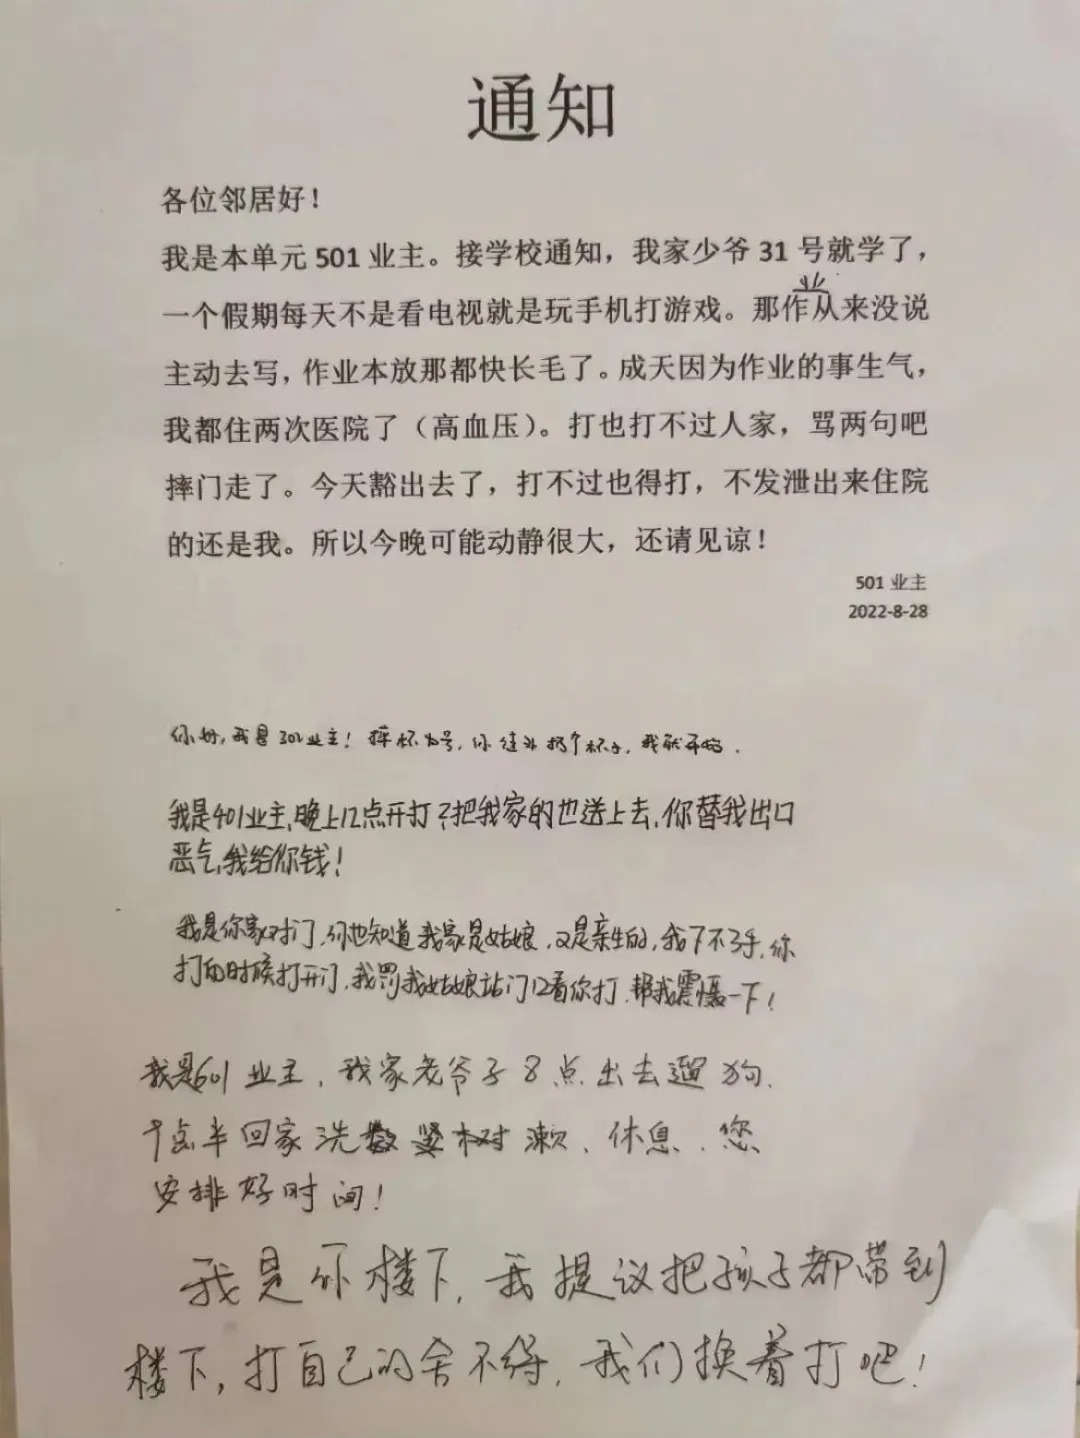 通知
各位邻居好！
我是本单元 501 业主。接学校通知，我家少爷 31 号就学了，
业
一个假期每天不是看电视就是玩手机打游戏。那作从来没说
主动去写，作业本放那都快长毛了。成天因为作业的事生气，
我都住两次医院了（高血压）。打也打不过人家，骂两句吧
摔门走了。今天豁出去了，打不过也得打，不发泄出来住院
的还是我。所以今晚可能动静很大，还请见谅！
501 业主
2022-8-28
你好，我是302业主！摔杯为号，你往外扔个杯子，我就开始．
我是401业主，晚上12点开打？把我家的也送上去，你替我出口
恶气，我给你钱！
我是你家对门，你也知道我家是姑娘，又是亲生的，我下不了手，你
打的时候打开门，我罚我姑娘站门口看你打，帮我震慑一下！
我是601业主，我家老爷子8点出去遛狗．
十点半回家洗漱、休息．您
安排好时间！
我是你楼下，我提议把孩子都带到
楼下，打自己的舍不得，我们换着打吧！